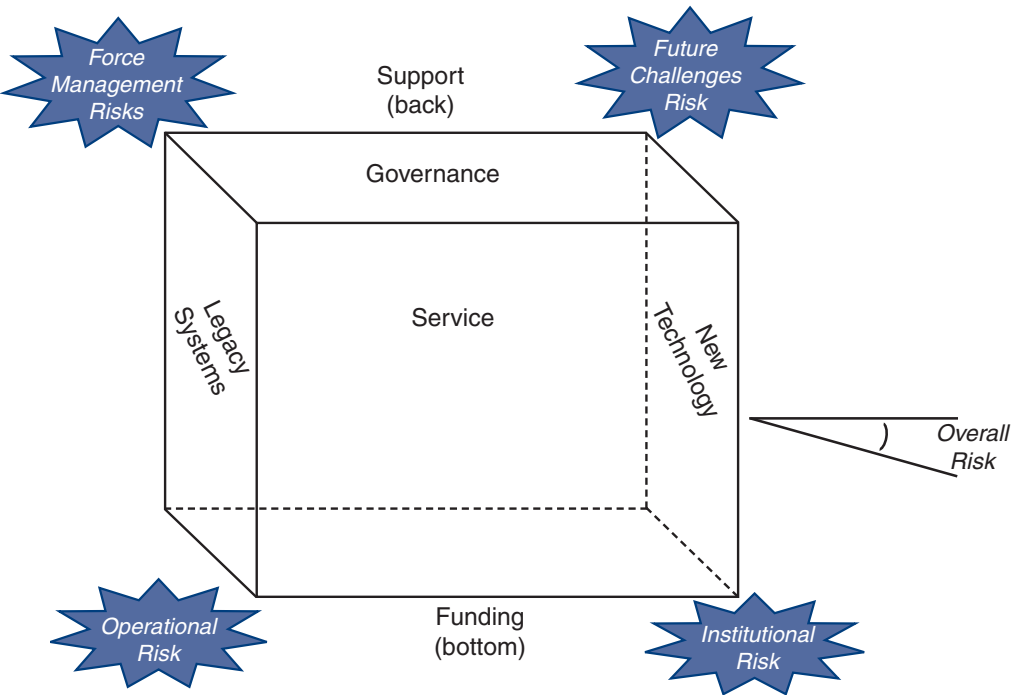 Force
Management
Risks
Support
(back)
Future
Challenges
Risk
Governance
Legacy
Systems
Service
New
Technology
Overall
Risk
Operational
Risk
Funding
(bottom)
Institutional
Risk